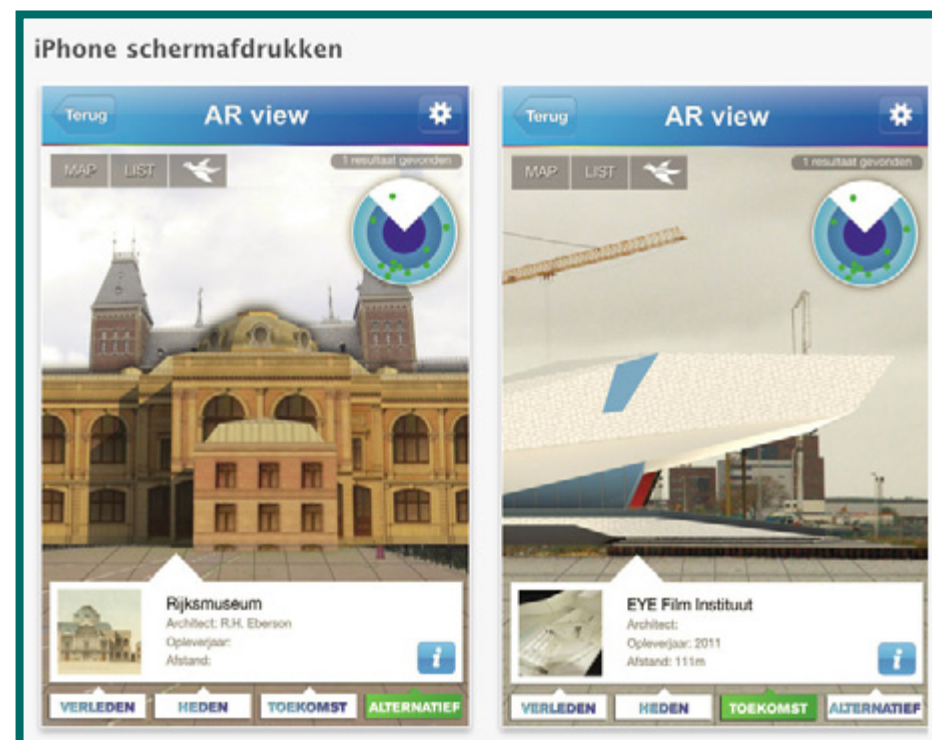 iPhone schermafdrukken
Terug
AR view
MAP
LIST
1 resultaat gevonden
Rijksmuseum
Architect: R.H. Eberson
Opleverjaar:
Afstand:
i
VERLEDEN
HEDEN
TOEKOMST
ALTERNATIEF
Terug
AR view
MAP
LIST
1 resultaat gevonden
EYE Film Instituut
Architect:
Opleverjaar: 2011
Afstand: 111m
i
VERLEDEN
HEDEN
TOEKOMST
ALTERNATIEF